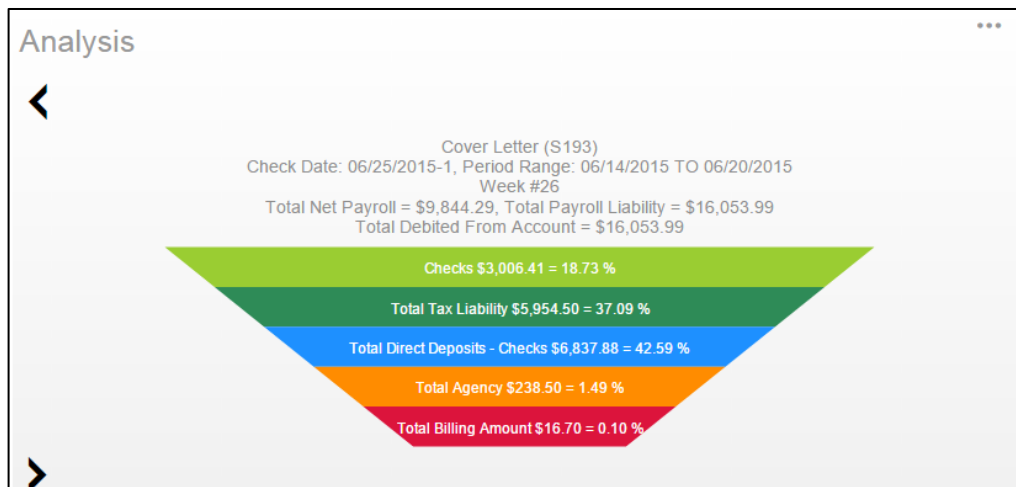 Analysis
Cover Letter (S193)
Check Date: 06/25/2015-1, Period Range: 06/14/2015 TO 06/20/2015
Week #26
Total Net Payroll = $9,844.29, Total Payroll Liability = $16,053.99
Total Debited From Account = $16,053.99
Checks $3,006.41 = 18.73 %
Total Tax Liability $5,954.50 = 37.09 %
Total Direct Deposits - Checks $6,837.88 = 42.59 %
Total Agency $238.50 = 1.49 %
Total Billing Amount $16.70 = 0.10 %